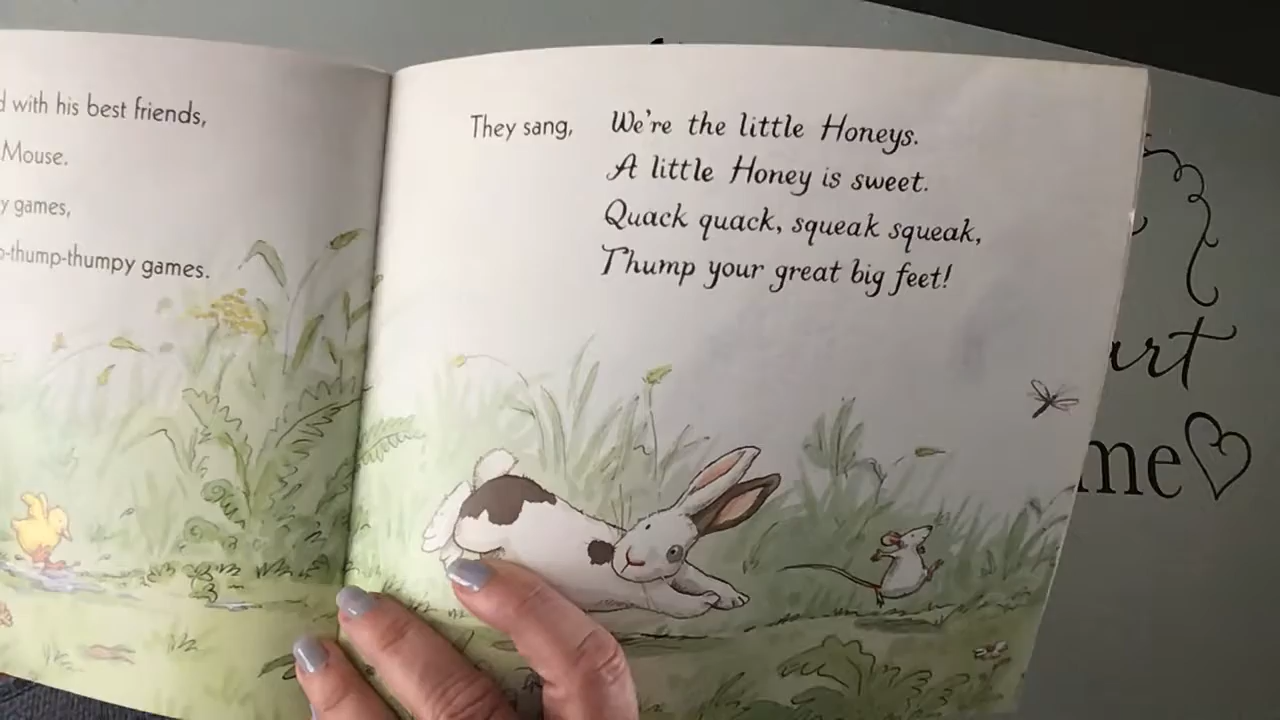 with his best friends,
Mouse.
games,
thump-thumpy games.
They sang, We're the little Honeys.
A little Honey is sweet.
Quack quack, squeak squeak,
Thump your great big feet!
me